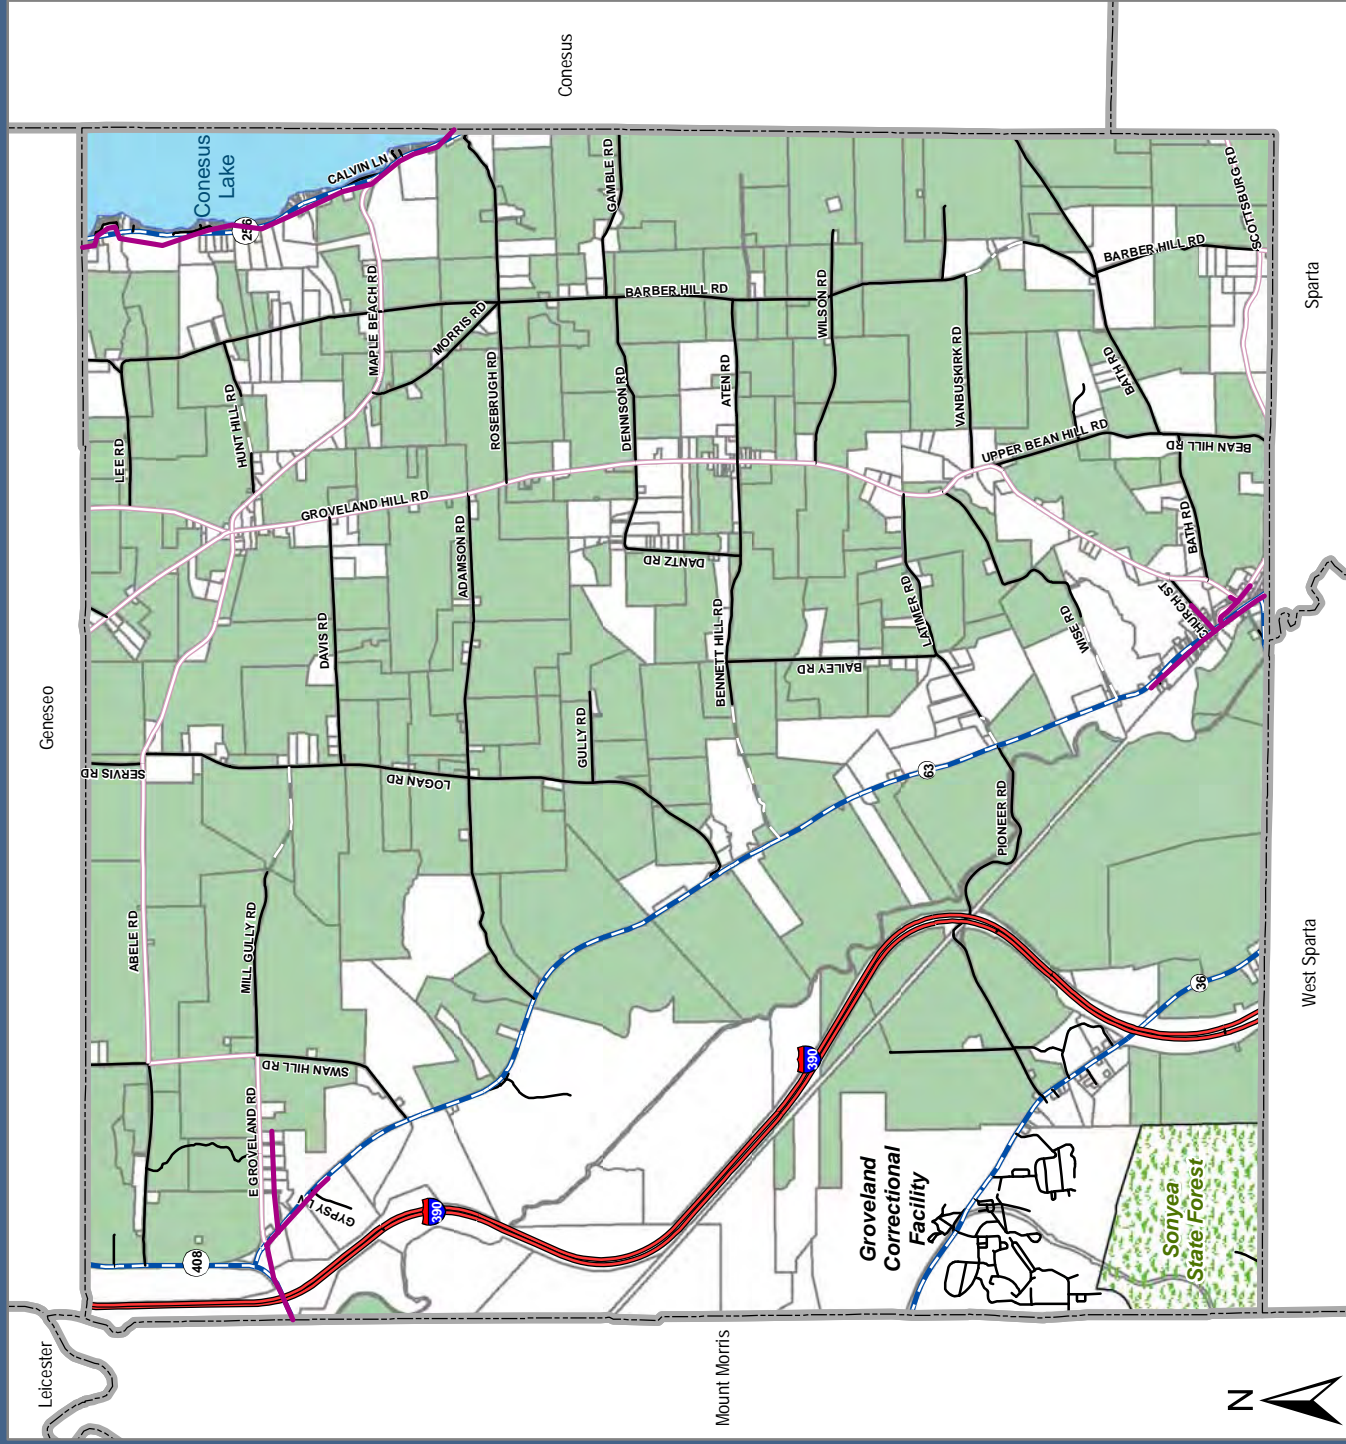 Conesus
Geneseo
Leicester
Mount Morris
Sparta
West Sparta
Conesus
Lake
CALVIN LN
256
GAMBLE RD
MAPLE BEACH RD
MORRIS RD
BARBER HILL RD
WILSON RD
BARBER HILL RD
SCOTTSBURG RD
LEE RD
HUNT HILL RD
ROSEBRUGH RD
DENNISON RD
ATEN RD
VANBUSKIRK RD
BATH RD
UPPER BEAN HILL RD
BEAN HILL RD
GROVELAND HILL RD
ADAMSON RD
DANTZ RD
BATH RD
DAVIS RD
BENNETT HILL RD
LATIMER RD
BAILEY RD
WISE RD
CHURCH ST
SERVIS RD
LOGAN RD
GULLY RD
63
PIONEER RD
ABELE RD
MILL GULLY RD
SWAN HILL RD
E GROVELAND RD
GYPSY LN
408
390
390
36
Groveland
Correctional
Facility
Sonyea
State Forest
N